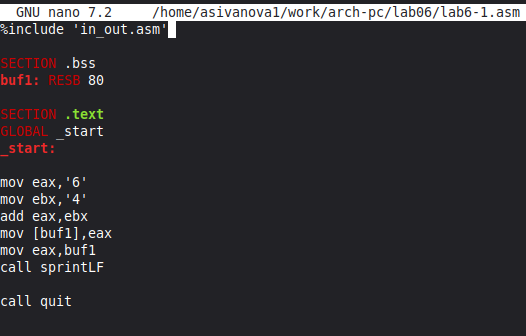 GNU nano 7.2 /home/asivanova1/work/arch-pc/lab06/lab6-1.asm
%include 'in_out.asm'
SECTION .bss
buf1: RESB 80
SECTION .text
GLOBAL _start
_start:
mov eax,'6'
mov ebx,'4'
add eax,ebx
mov [buf1],eax
mov eax,buf1
call sprintLF
call quit